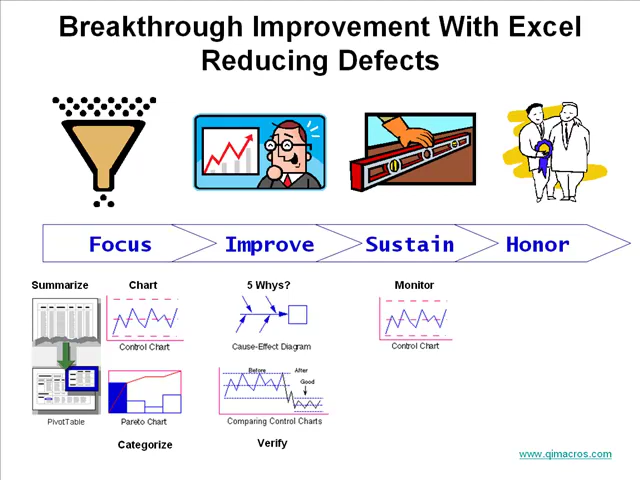 Breakthrough Improvement With Excel
Reducing Defects
Focus
Improve
Sustain
Honor
Summarize
Chart
5 Whys?
Monitor
Control Chart
Cause-Effect Diagram
Control Chart
Before
After
Good
PivotTable
Pareto Chart
Comparing Control Charts
Categorize
Verify
www.qimacros.com